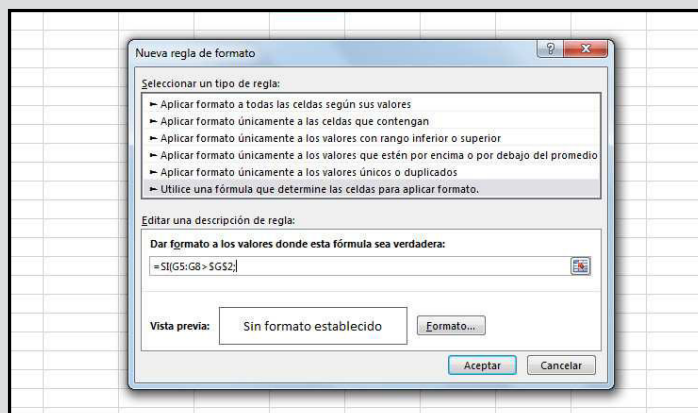 Nueva regla de formato
Seleccionar un tipo de regla:
► Aplicar formato a todas las celdas según sus valores
► Aplicar formato únicamente a las celdas que contengan
► Aplicar formato únicamente a los valores con rango inferior o superior
► Aplicar formato únicamente a los valores que estén por encima o por debajo del promedio
► Aplicar formato únicamente a los valores únicos o duplicados
► Utilice una fórmula que determine las celdas para aplicar formato.
Editar una descripción de regla:
Dar formato a los valores donde esta fórmula sea verdadera:
=SI(G5:G8>$G$2;
Vista previa: Sin formato establecido Formato...
Aceptar Cancelar